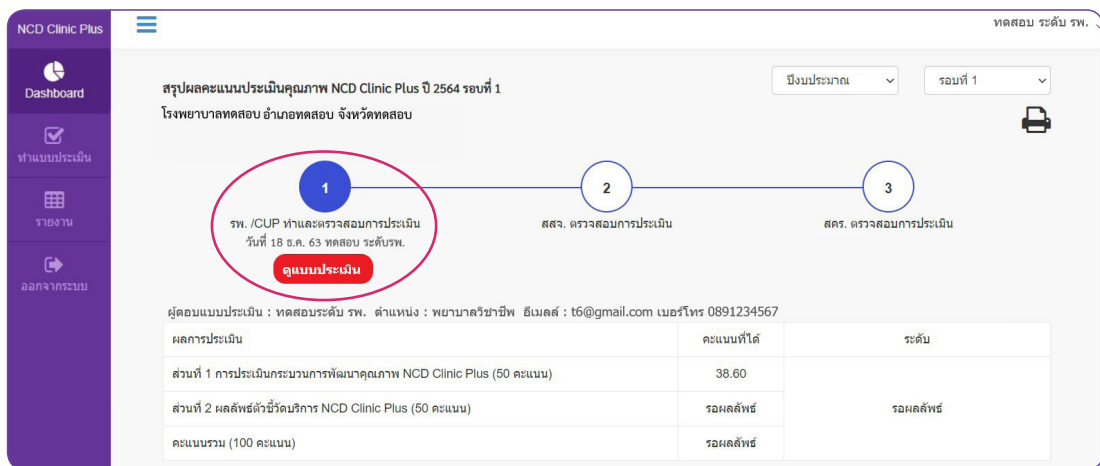 NCD Clinic Plus
ทดสอบ ระดับ รพ.
Dashboard
ทำแบบประเมิน
รายงาน
ออกจากระบบ
สรุปผลคะแนนประเมินคุณภาพ NCD Clinic Plus ปี 2564 รอบที่ 1
ปีงบประมาณ
รอบที่ 1
โรงพยาบาลทดสอบ อำเภอทดสอบ จังหวัดทดสอบ
1
2
3
รพ. /CUP ทำและตรวจสอบการประเมิน
สสจ. ตรวจสอบการประเมิน
สคร. ตรวจสอบการประเมิน
วันที่ 18 ธ.ค. 63 ทดสอบ ระดับรพ.
ดูแบบประเมิน
ผู้ตอบแบบประเมิน : ทดสอบระดับ รพ. ตำแหน่ง : พยาบาลวิชาชีพ อีเมลล์ : t6@gmail.com เบอร์โทร 0891234567
ผลการประเมิน คะแนนที่ได้ ระดับ
ส่วนที่ 1 การประเมินกระบวนการพัฒนาคุณภาพ NCD Clinic Plus (50 คะแนน) 38.60
ส่วนที่ 2 ผลลัพธ์ตัวชี้วัดบริการ NCD Clinic Plus (50 คะแนน) รอผลลัพธ์ รอผลลัพธ์
คะแนนรวม (100 คะแนน) รอผลลัพธ์